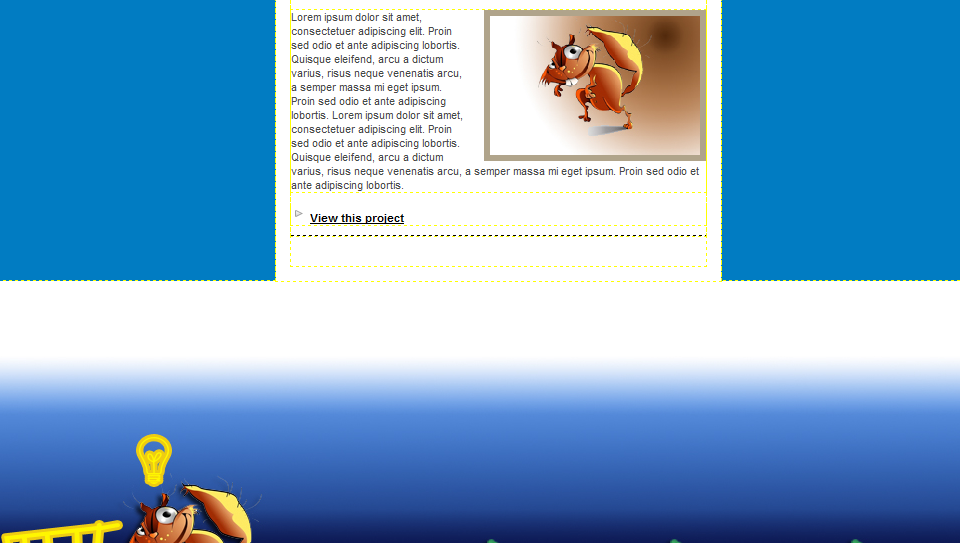 Lorem ipsum dolor sit amet,
consectetuer adipiscing elit. Proin
sed odio et ante adipiscing lobortis.
Quisque eleifend, arcu a dictum
varius, risus neque venenatis arcu,
a semper massa mi eget ipsum.
Proin sed odio et ante adipiscing
lobortis. Lorem ipsum dolor sit amet,
consectetuer adipiscing elit. Proin
sed odio et ante adipiscing lobortis.
Quisque eleifend, arcu a dictum
varius, risus neque venenatis arcu, a semper massa mi eget ipsum. Proin sed odio et
ante adipiscing lobortis.
View this project